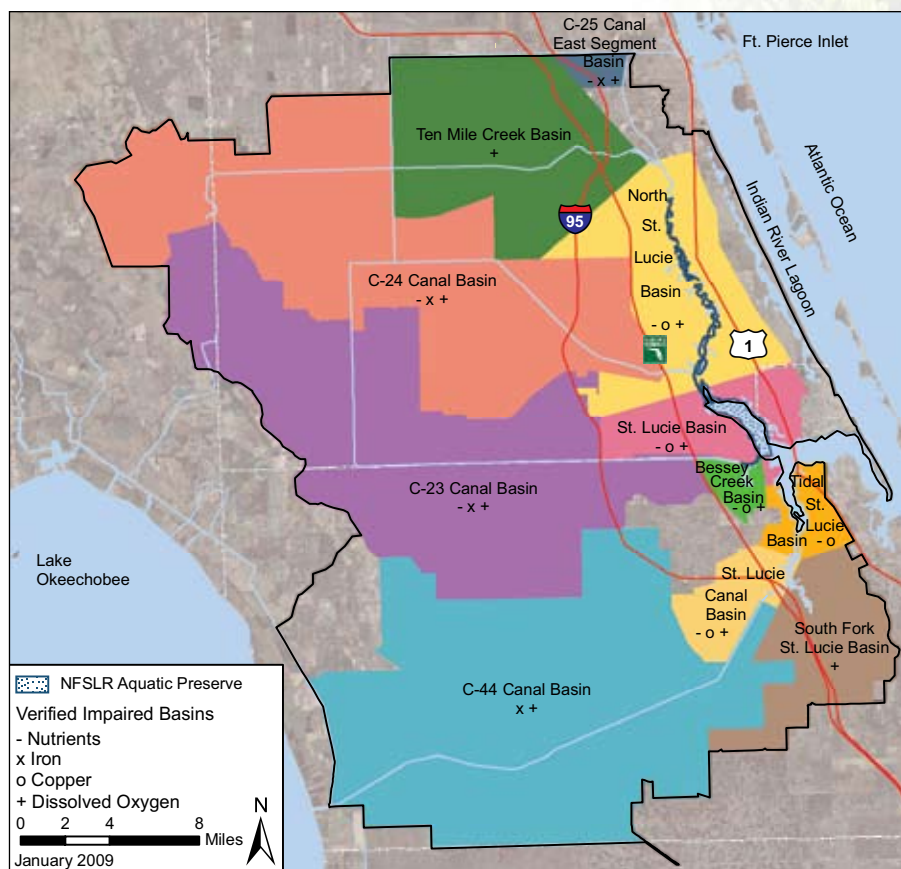 C-25 Canal
East Segment
Basin
- x +
Ft. Pierce Inlet
Ten Mile Creek Basin
+
Atlantic Ocean
Indian River Lagoon
95
North
St.
Lucie
Basin
- o +
C-24 Canal Basin
- x +
1
St. Lucie Basin
- o +
Bessey
Creek
Basin
- o +
C-23 Canal Basin
- x +
Tidal
St.
Lucie
Basin - o
Lake
Okeechobee
St. Lucie
Canal
Basin
- o +
South Fork
St. Lucie Basin
+
C-44 Canal Basin
x +
NFSLR Aquatic Preserve
Verified Impaired Basins
- Nutrients
x Iron
o Copper
+ Dissolved Oxygen
N
0 2 4 8
Miles
January 2009